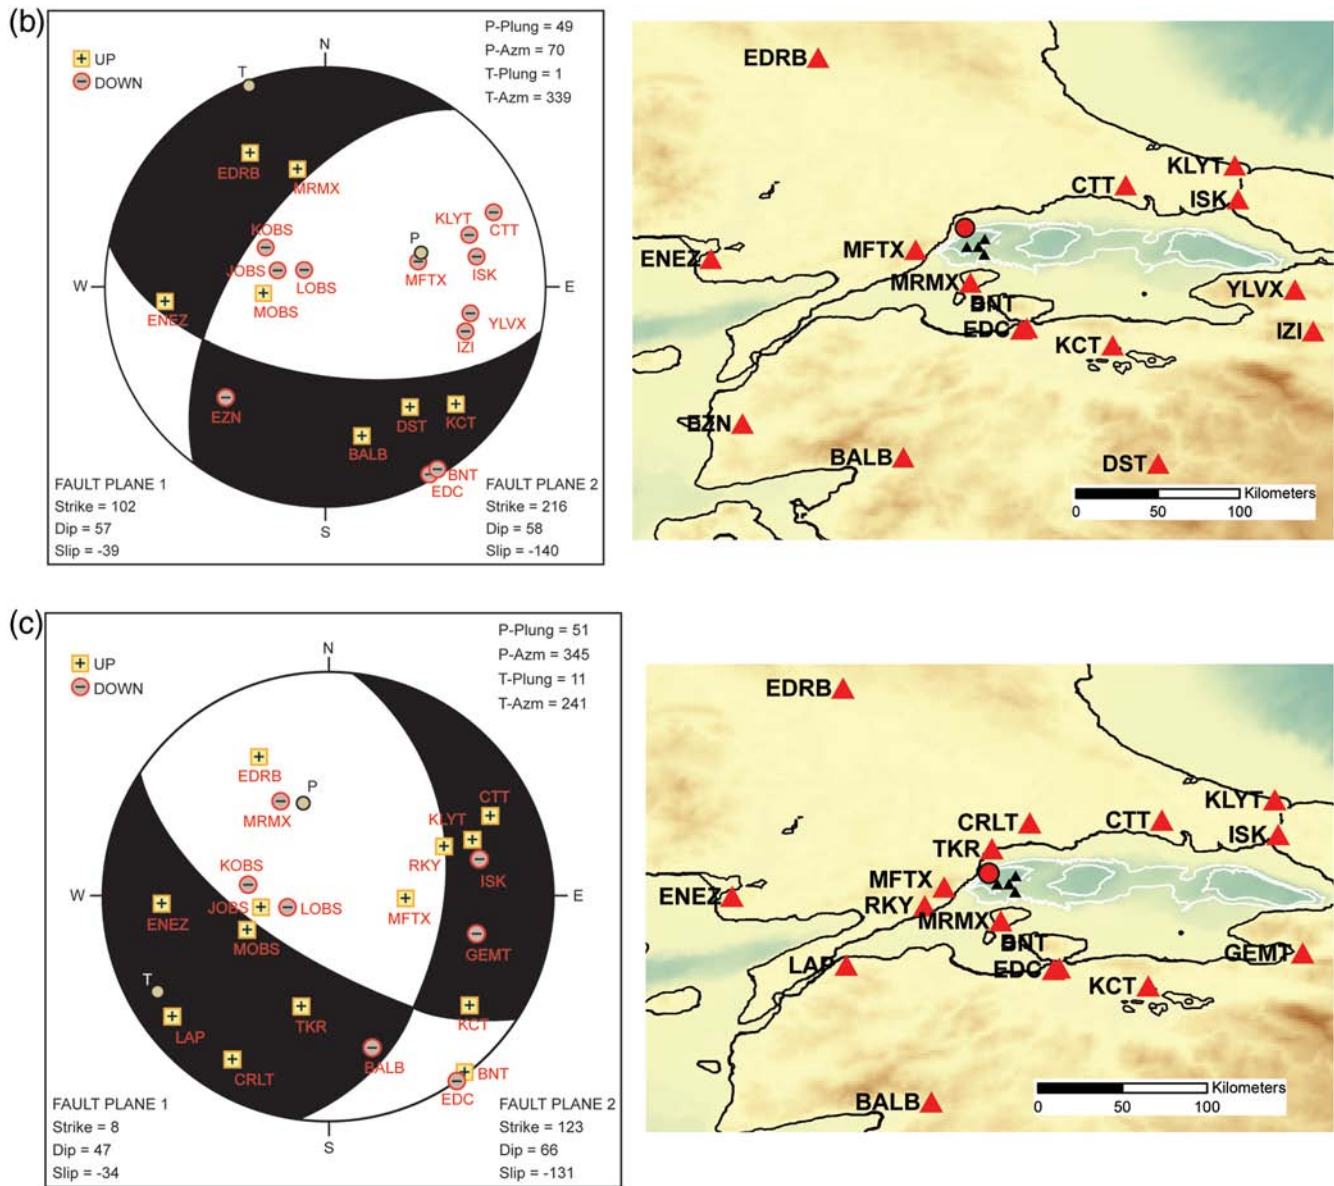 (b)
UP
DOWN
P-Plung = 49
P-Azm = 70
T-Plung = 1
T-Azm = 339
N
T
EDRB
MRMX
KOBS
JOBS
LOBS
MOBS
ENEZ
P
MFTX
KLYT
CTT
ISK
YLVX
IZI
W
E
EZN
DST
KCT
BALB
BNT
EDC
S
FAULT PLANE 1
Strike = 102
Dip = 57
Slip = -39
FAULT PLANE 2
Strike = 216
Dip = 58
Slip = -140
EDRB
KLYT
CTT
ISK
MFTX
ENEZ
MRMX
YLVX
BNT
EDC
KCT
IZI
EZN
BALB
DST
Kilometers
0 50 100
(c)
UP
DOWN
P-Plung = 51
P-Azm = 345
T-Plung = 11
T-Azm = 241
N
EDRB
P
MRMX
CTT
KLYT
RKY
ISK
KOBS
JOBS
LOBS
MFTX
W
E
ENEZ
MOBS
GEMT
T
LAP
TKR
KCT
CRLT
BALB
BNT
EDC
S
FAULT PLANE 1
Strike = 8
Dip = 47
Slip = -34
FAULT PLANE 2
Strike = 123
Dip = 66
Slip = -131
EDRB
KLYT
CRLT
CTT
ISK
TKR
MFTX
ENEZ
RKY
MRMX
BNT
GEMT
LAP
EDC
KCT
BALB
Kilometers
0 50 100